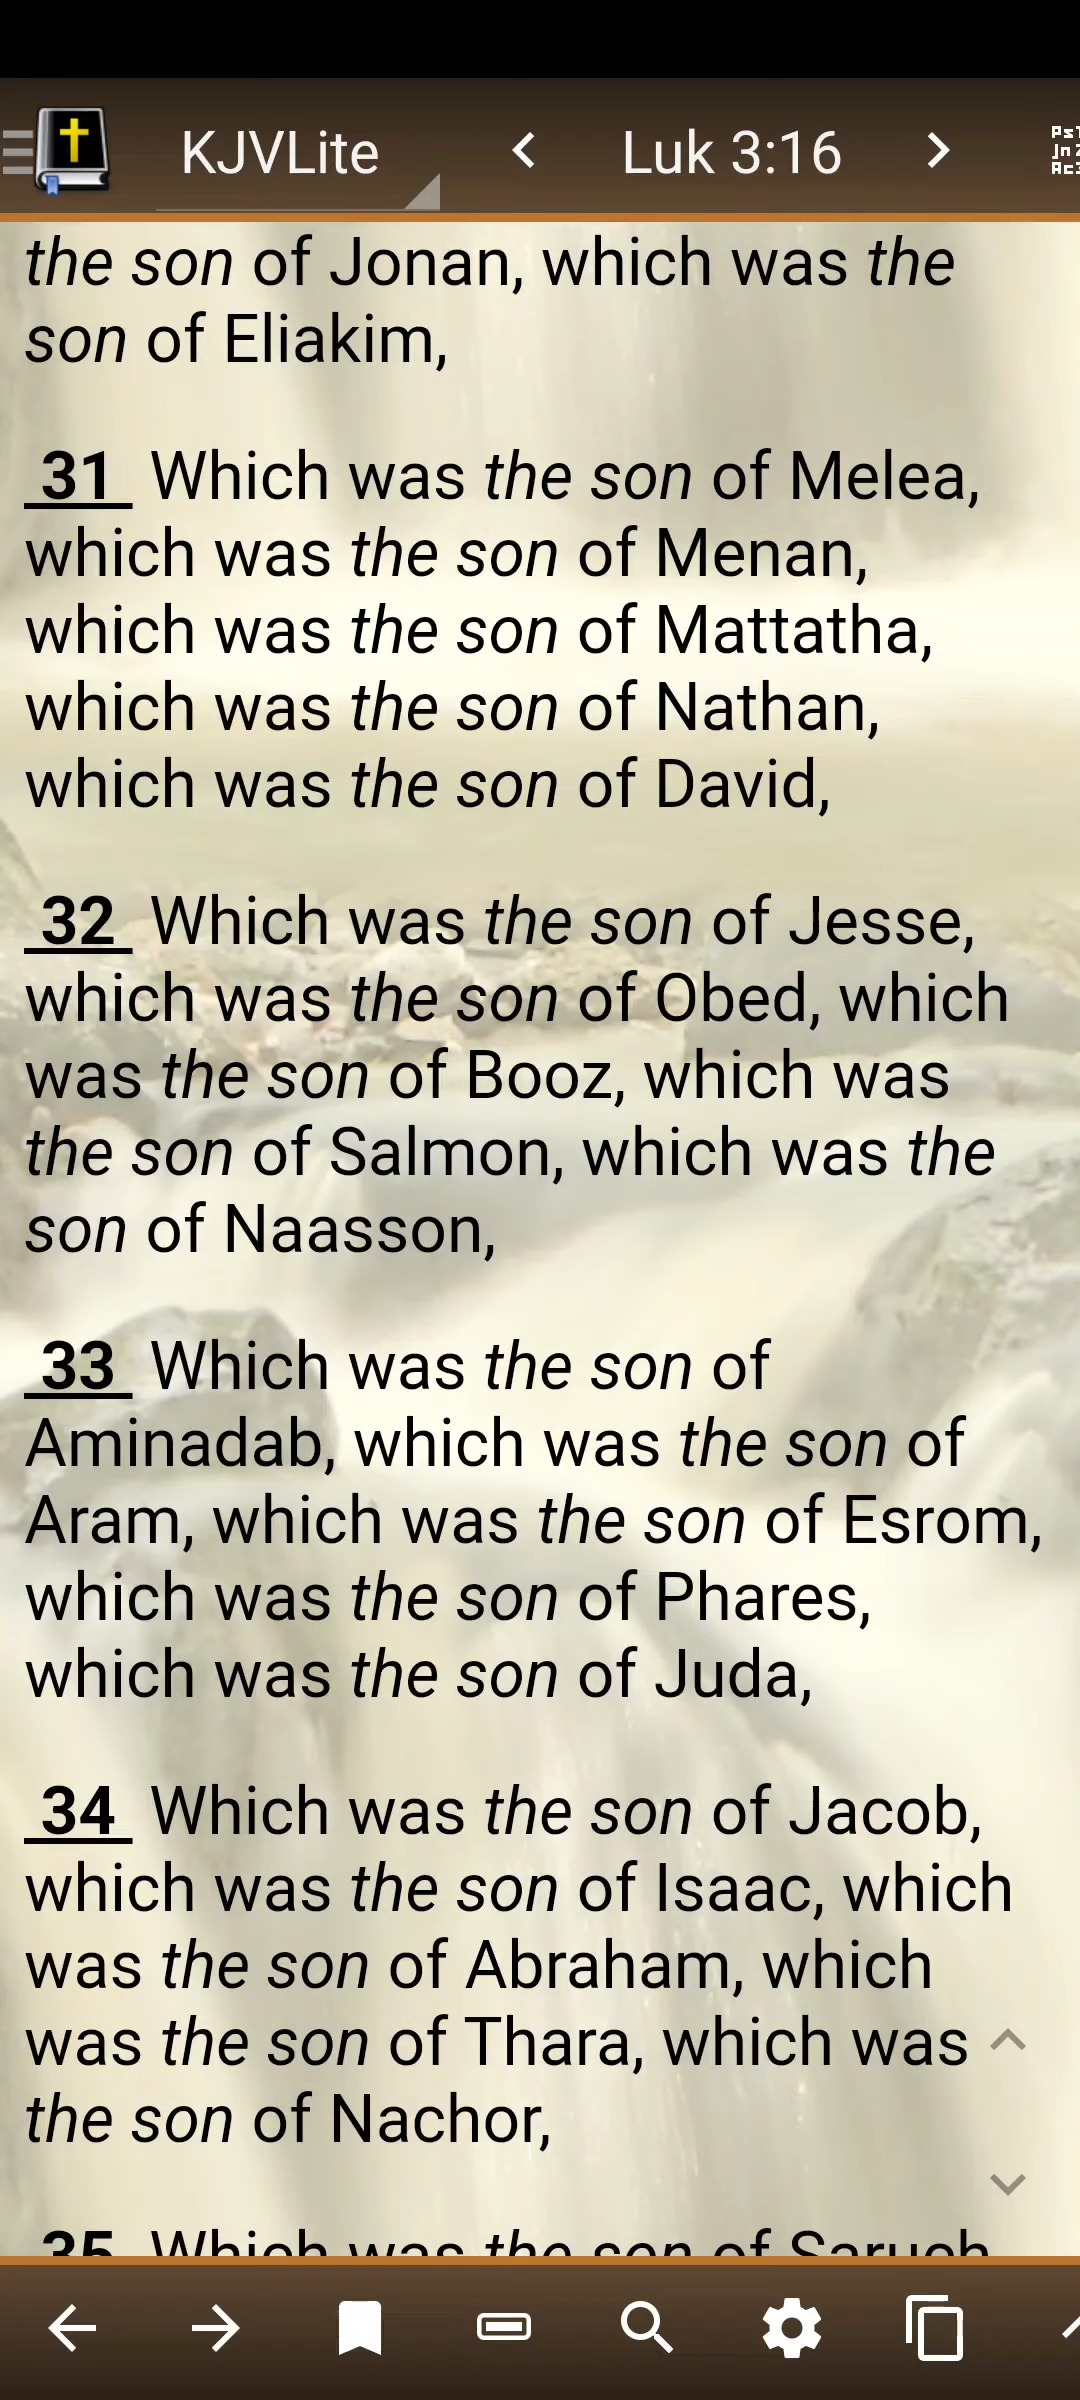 KJVLite
Luk 3:16
the son of Jonan, which was the
son of Eliakim,
31 Which was the son of Melea,
which was the son of Menan,
which was the son of Mattatha,
which was the son of Nathan,
which was the son of David,
32 Which was the son of Jesse,
which was the son of Obed, which
was the son of Booz, which was
the son of Salmon, which was the
son of Naasson,
33 Which was the son of
Aminadab, which was the son of
Aram, which was the son of Esrom,
which was the son of Phares,
which was the son of Juda,
34 Which was the son of Jacob,
which was the son of Isaac, which
was the son of Abraham, which
was the son of Thara, which was
the son of Nachor,
35 Which was the son of Saruch